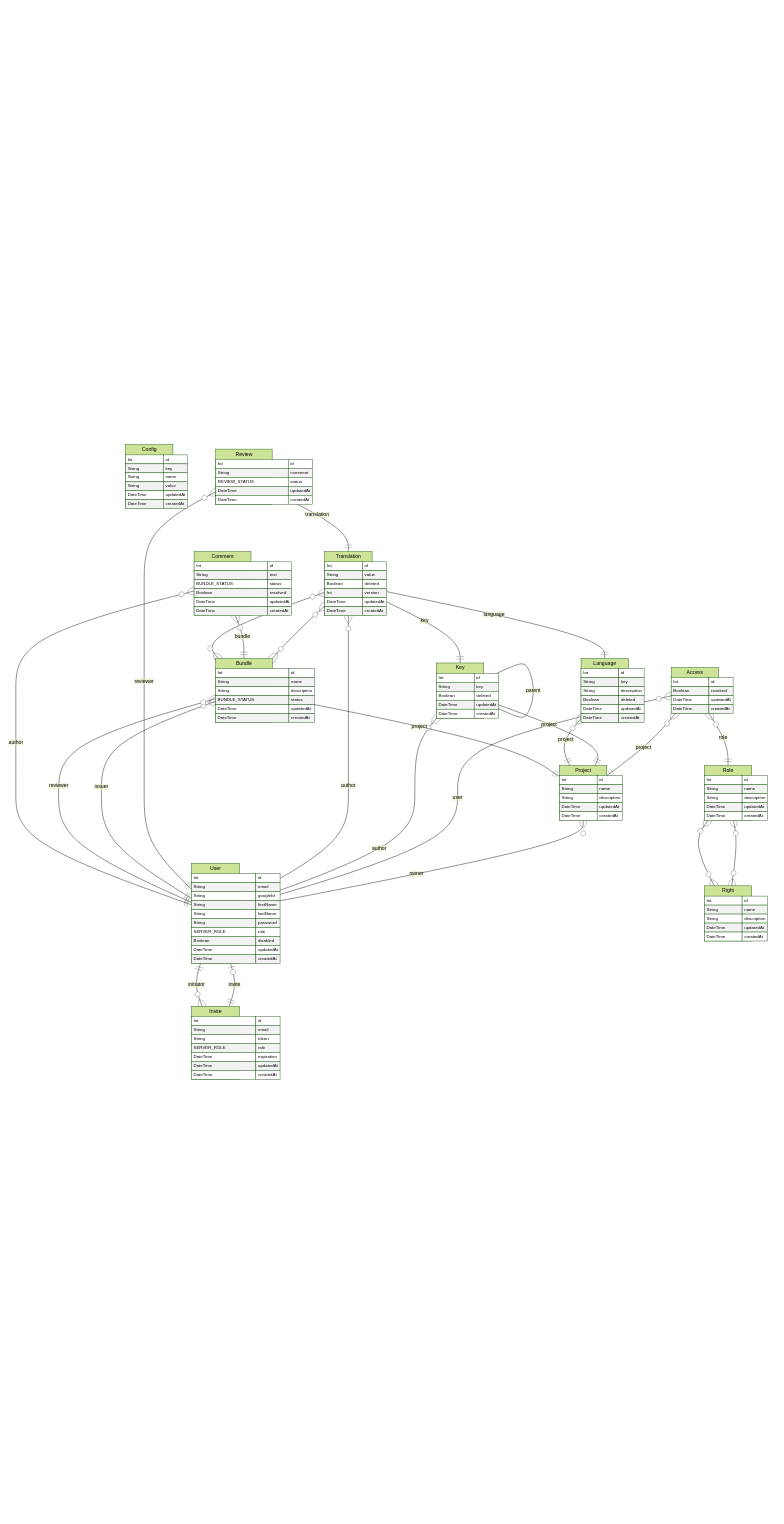 Config
Int id
String key
String name
String value
DateTime updatedAt
DateTime createdAt
Review
Int id
String comment
REVIEW_STATUS status
DateTime updatedAt
DateTime createdAt
translation
Comment
Int id
String text
BUNDLE_STATUS status
Boolean resolved
DateTime updatedAt
DateTime createdAt
Translation
Int id
String value
Boolean deleted
Int version
DateTime updatedAt
DateTime createdAt
bundle
key
language
Bundle
Int id
String name
String description
BUNDLE_STATUS status
DateTime updatedAt
DateTime createdAt
Key
Int id
String key
Boolean deleted
DateTime updatedAt
DateTime createdAt
parent
Language
Int id
String key
String description
Boolean deleted
DateTime updatedAt
DateTime createdAt
Access
Int id
Boolean revoked
DateTime updatedAt
DateTime createdAt
reviewer
author
project
project
project
project
role
Project
Int id
String name
String description
DateTime updatedAt
DateTime createdAt
Role
Int id
String name
String description
DateTime updatedAt
DateTime createdAt
reviewer
issuer
author
user
author
owner
User
Int id
String email
String googleId
String firstName
String lastName
String password
SERVER_ROLE role
Boolean disabled
DateTime updatedAt
DateTime createdAt
Right
Int id
String name
String description
DateTime updatedAt
DateTime createdAt
initiator
invite
Invite
Int id
String email
String token
SERVER_ROLE role
DateTime expiration
DateTime updatedAt
DateTime createdAt